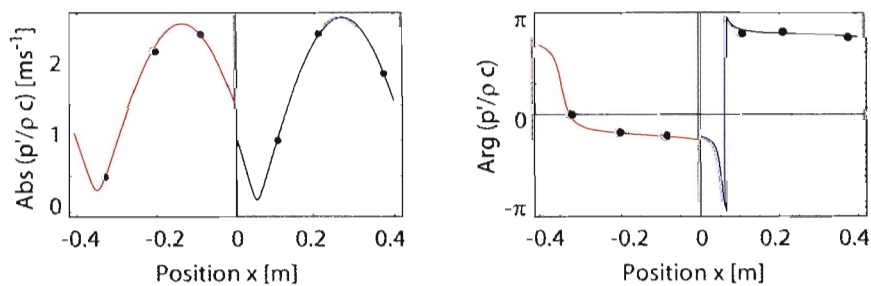 Abs (p'/ρ c) [ms⁻¹]
2
1
0
-0.4
-0.2
0
0.2
0.4
Position x [m]
Arg (p'/ρ c)
π
0
-π
-0.4
-0.2
0
0.2
0.4
Position x [m]